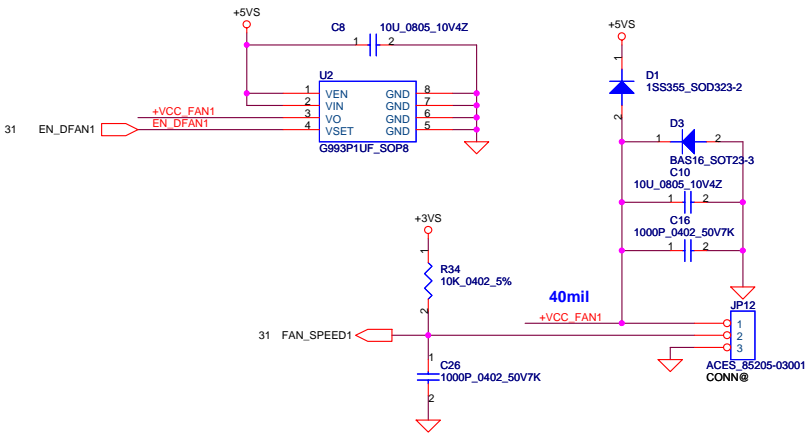 +5VS
C8
10U_0805_10V4Z
1 2
U2
1 VEN GND 8
2 VIN GND 7
3 VO GND 6
4 VSET GND 5
+VCC_FAN1
31 EN_DFAN1
EN_DFAN1
G993P1UF_SOP8
+5VS
1
D1
1SS355_SOD323-2
2
D3
1 2
BAS16_SOT23-3
C10
10U_0805_10V4Z
1 2
C16
1000P_0402_50V7K
1 2
+3VS
1
R34
10K_0402_5%
2
40mil
+VCC_FAN1
31 FAN_SPEED1
JP12
1
2
3
ACES_85205-03001
CONN@
1
C26
1000P_0402_50V7K
2